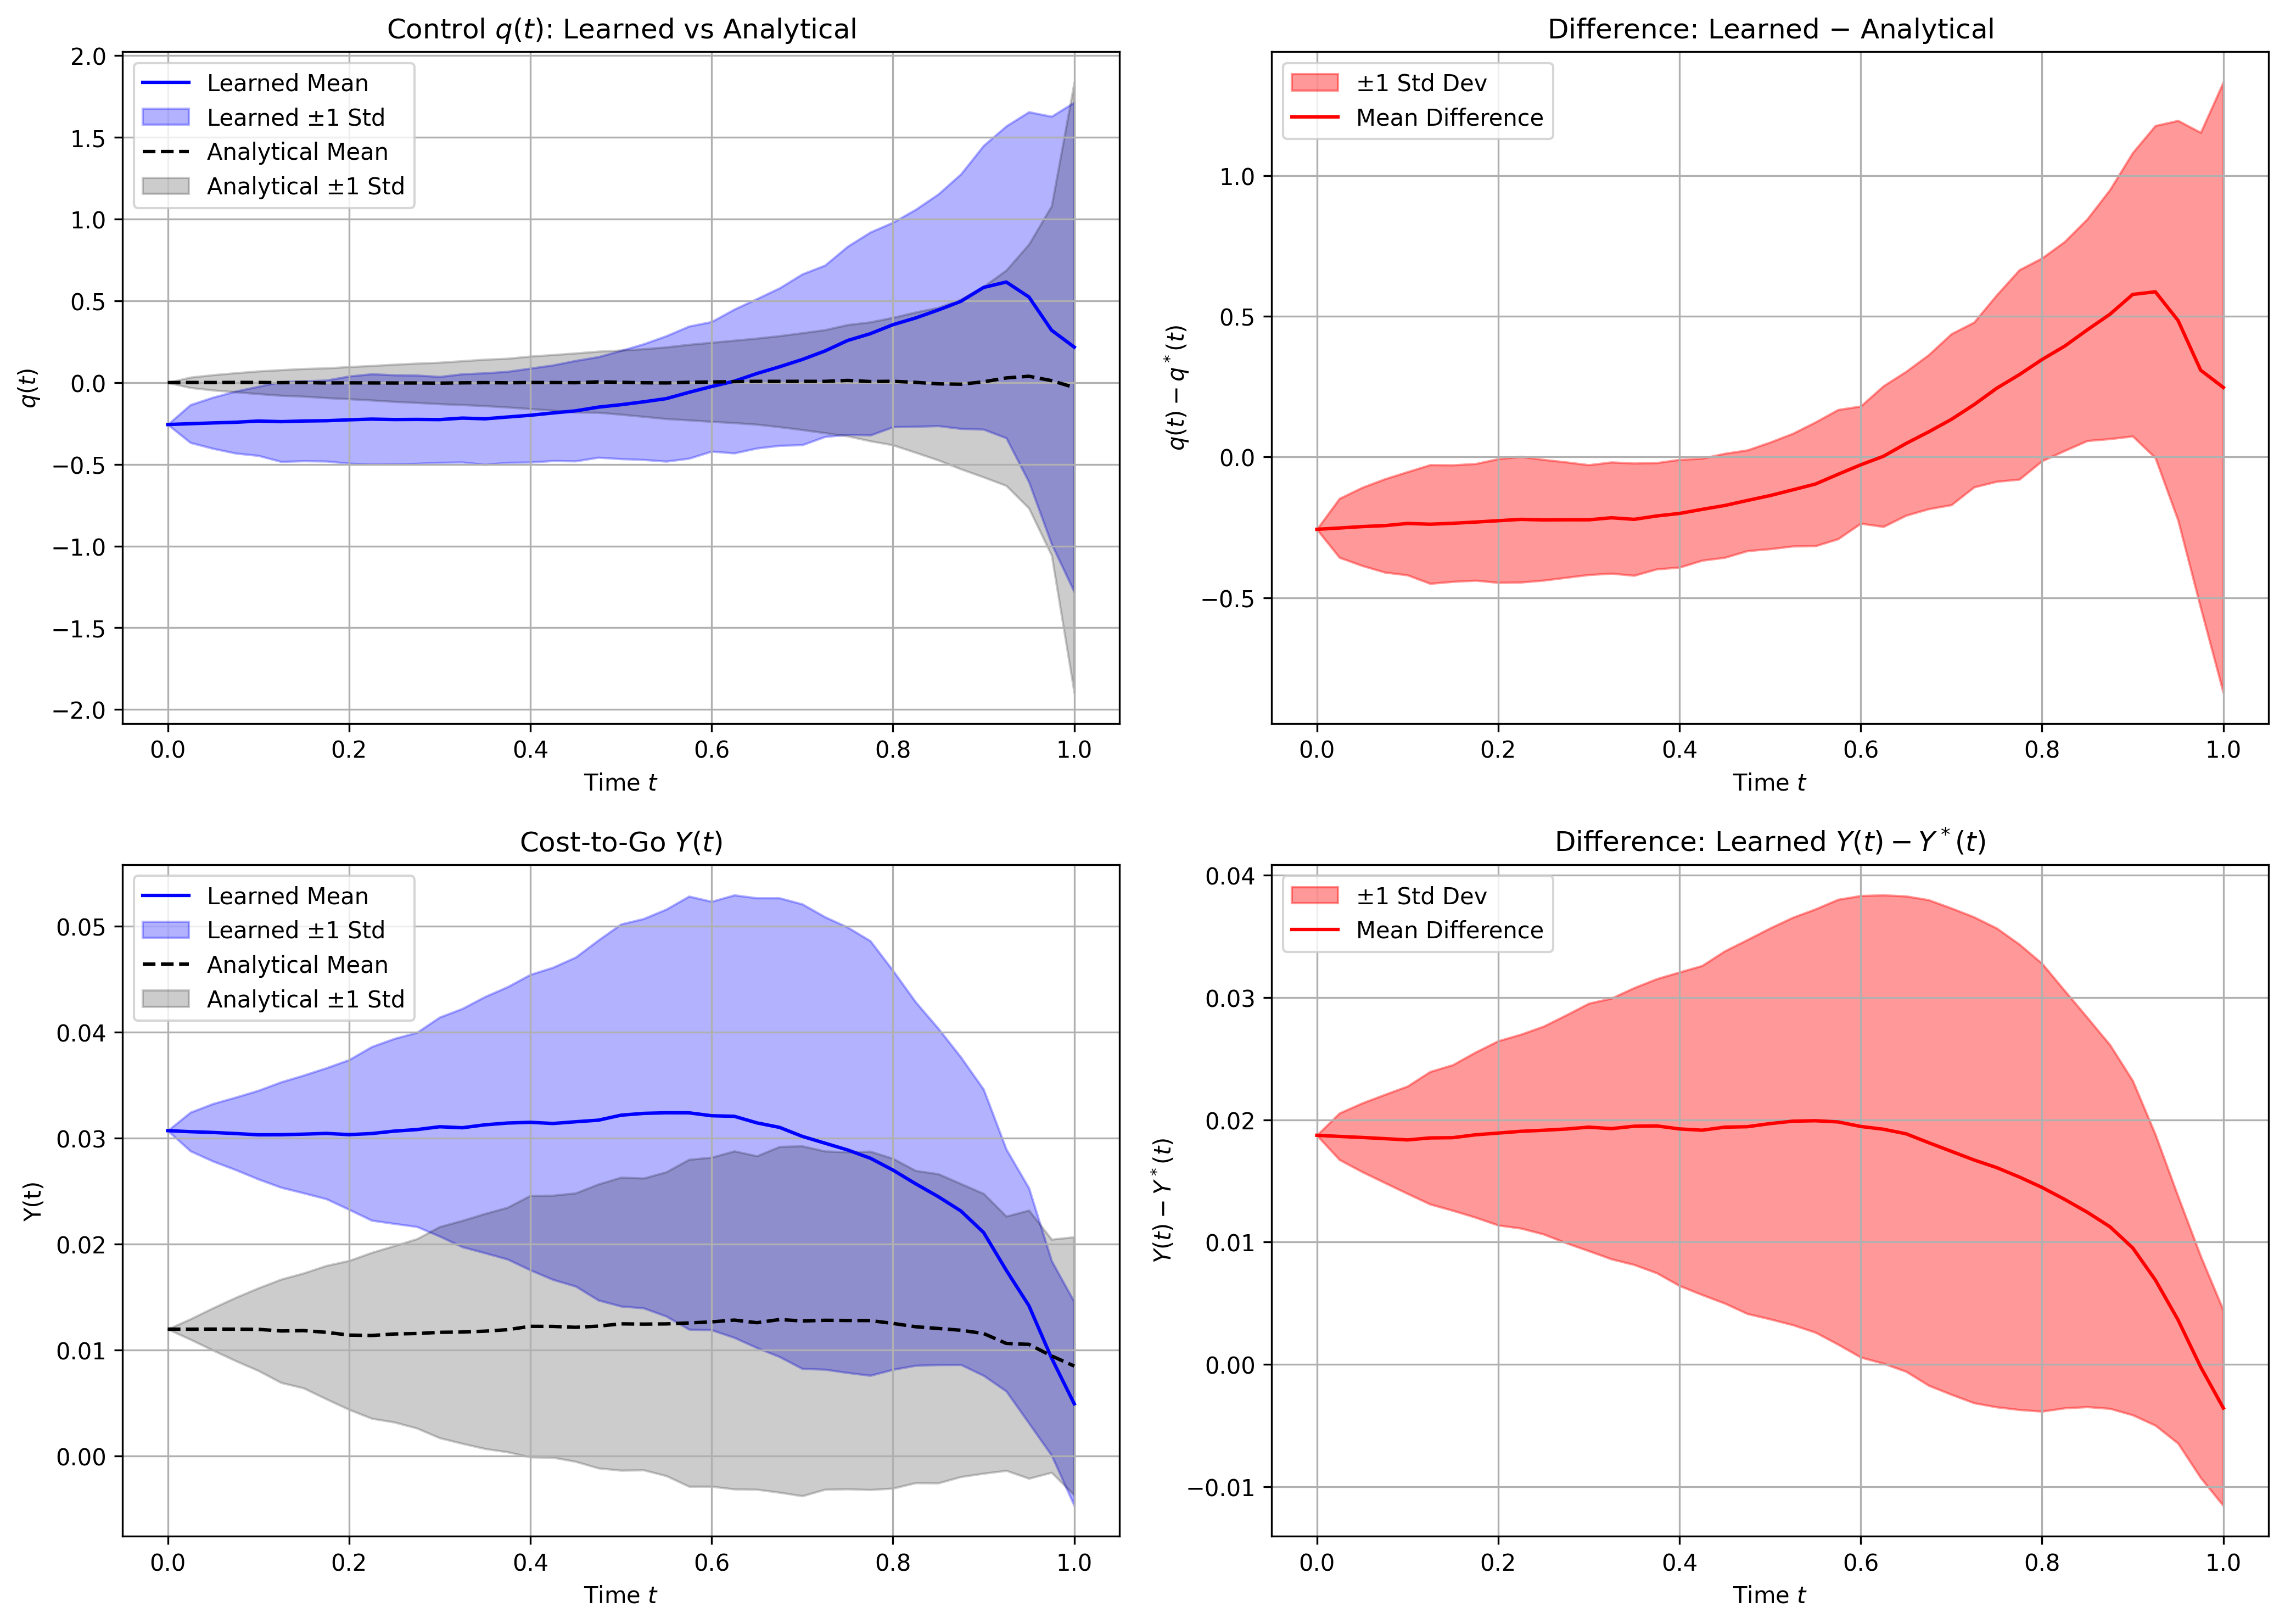 Control q(t): Learned vs Analytical
Learned Mean
Learned ±1 Std
Analytical Mean
Analytical ±1 Std
2.0
1.5
1.0
0.5
0.0
−0.5
−1.0
−1.5
−2.0
q(t)
0.0 0.2 0.4 0.6 0.8 1.0
Time t
Difference: Learned − Analytical
±1 Std Dev
Mean Difference
1.0
0.5
0.0
−0.5
q(t) − q*(t)
0.0 0.2 0.4 0.6 0.8 1.0
Time t
Cost-to-Go Y(t)
Learned Mean
Learned ±1 Std
Analytical Mean
Analytical ±1 Std
0.05
0.04
0.03
0.02
0.01
0.00
Y(t)
0.0 0.2 0.4 0.6 0.8 1.0
Time t
Difference: Learned Y(t) − Y*(t)
±1 Std Dev
Mean Difference
0.04
0.03
0.02
0.01
0.00
−0.01
Y(t) − Y*(t)
0.0 0.2 0.4 0.6 0.8 1.0
Time t